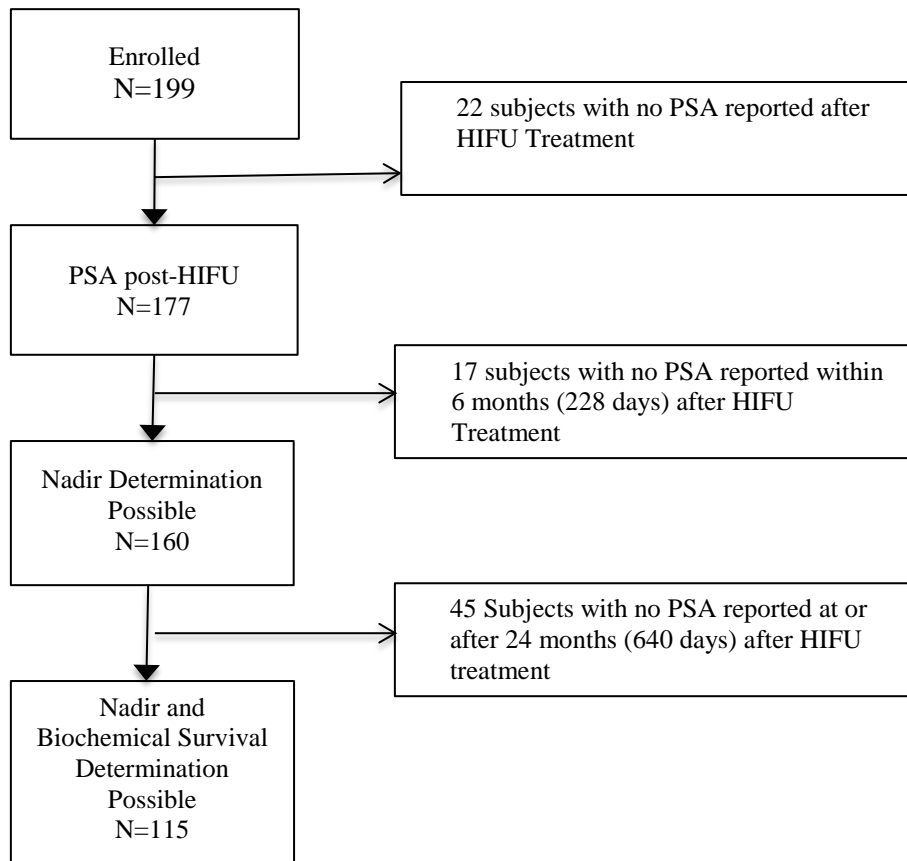 Enrolled
N=199
22 subjects with no PSA reported after
HIFU Treatment
PSA post-HIFU
N=177
17 subjects with no PSA reported within
6 months (228 days) after HIFU
Treatment
Nadir Determination
Possible
N=160
45 Subjects with no PSA reported at or
after 24 months (640 days) after HIFU
treatment
Nadir and
Biochemical Survival
Determination
Possible
N=115